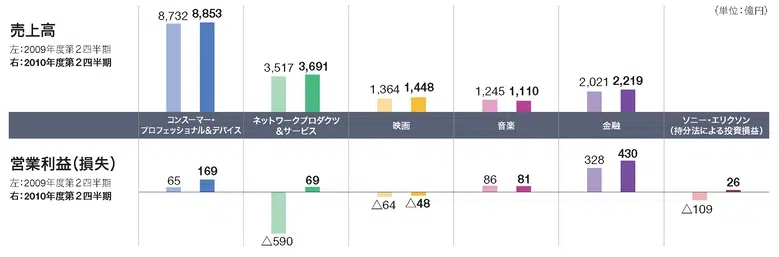 売上高
(単位:億円)
左:2009年度第2四半期
右:2010年度第2四半期
8,732 8,853
3,517 3,691
1,364 1,448
1,245 1,110
2,021 2,219
コンスーマー・
プロフェッショナル&デバイス
ネットワークプロダクツ
&サービス
映画
音楽
金融
ソニー・エリクソン
(持分法による投資損益)
営業利益(損失)
左:2009年度第2四半期
右:2010年度第2四半期
65 169
△590 69
△64 △48
86 81
328 430
△109 26